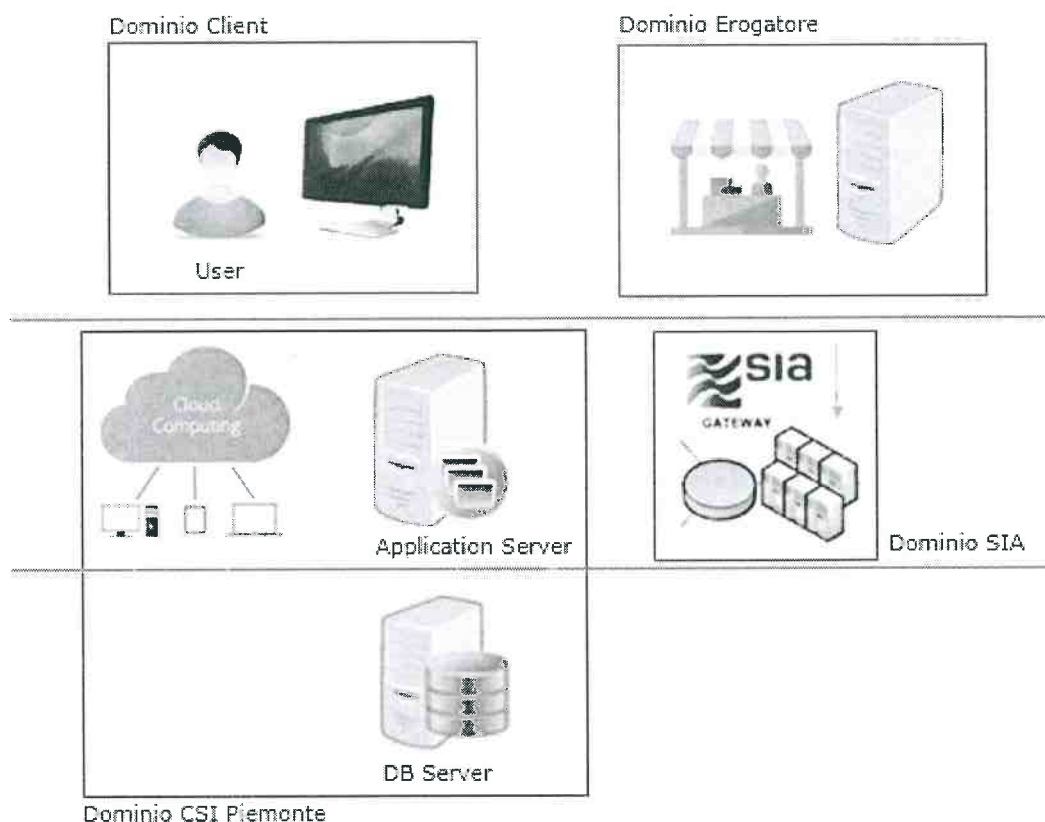 Dominio Client
Dominio Erogatore
User
Cloud
Computing
Application Server
sia
GATEWAY
Dominio SIA
DB Server
Dominio CSI Piemonte